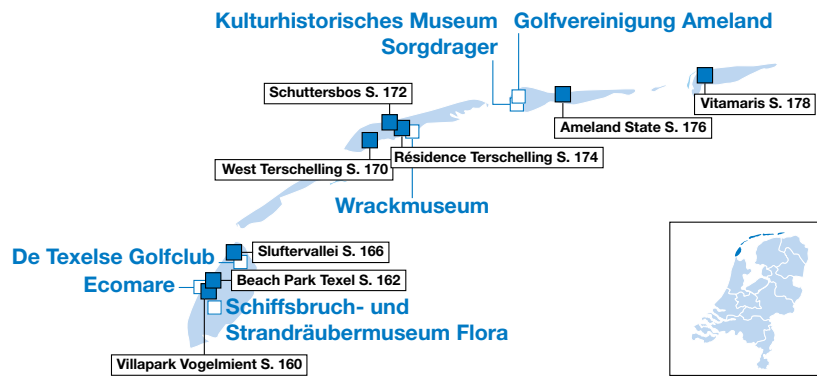 Kulturhistorisches Museum
Sorgdrager
Golfvereinigung Ameland
Schuttersbos S. 172
Vitamaris S. 178
Ameland State S. 176
West Terschelling S. 170
Résidence Terschelling S. 174
Wrackmuseum
De Texelse Golfclub
Sluftervallei S. 166
Ecomare
Beach Park Texel S. 162
Schiffsbruch- und
Strandräubermuseum Flora
Villapark Vogelmient S. 160